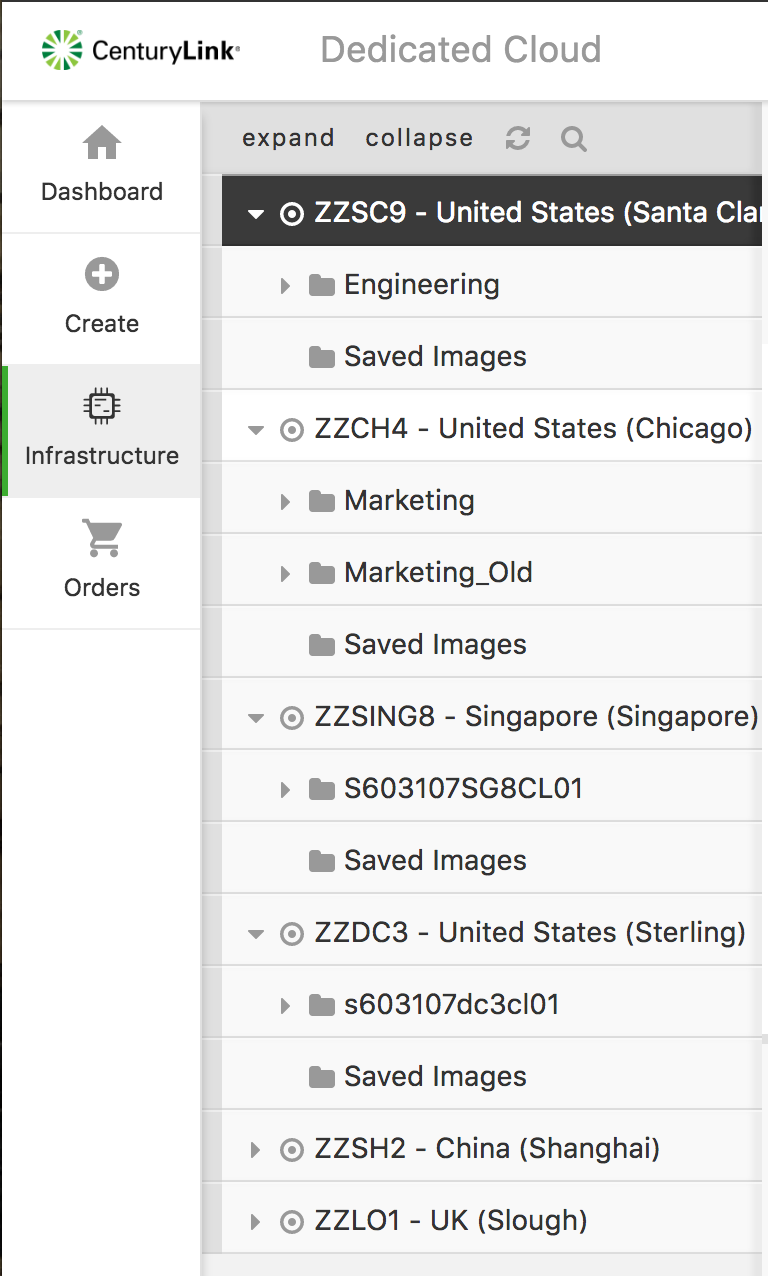 CenturyLink®
Dedicated Cloud
Dashboard
Create
Infrastructure
Orders
expand collapse
ZZSC9 - United States (Santa Clar
Engineering
Saved Images
ZZCH4 - United States (Chicago)
Marketing
Marketing_Old
Saved Images
ZZSING8 - Singapore (Singapore)
S603107SG8CL01
Saved Images
ZZDC3 - United States (Sterling)
s603107dc3cl01
Saved Images
ZZSH2 - China (Shanghai)
ZZLO1 - UK (Slough)